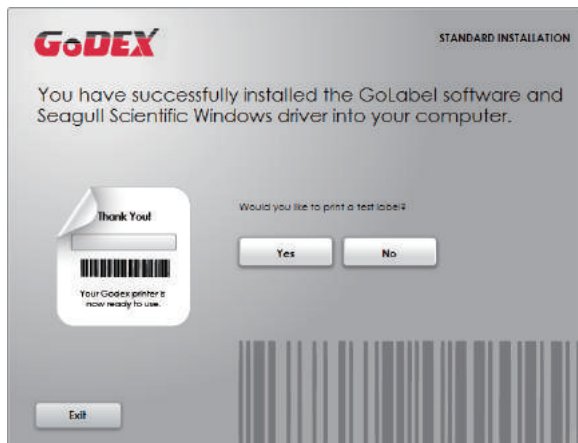 GoDEX
STANDARD INSTALLATION
You have successfully installed the GoLabel software and
Seagull Scientific Windows driver into your computer.
Thank You!
Your Godex printer is
now ready to use.
Would you like to print a test label?
Yes
No
Exit